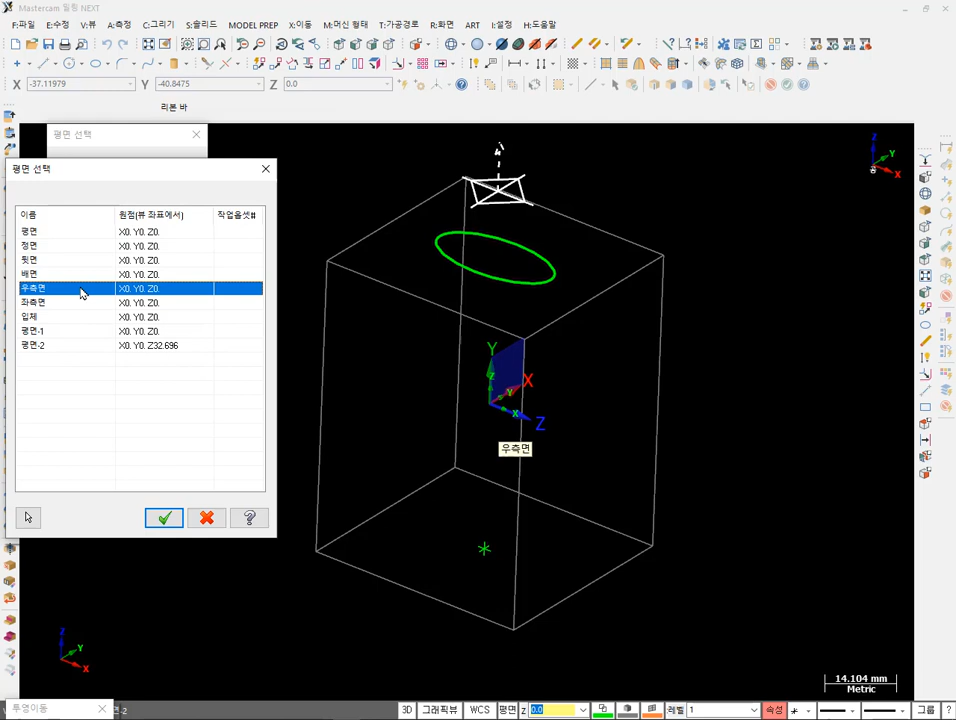 Mastercam 밀링 NEXT
F:파일 E:수정 V:뷰 A:측정 C:그리기 S:솔리드 MODEL PREP X:이동 M:머신 형태 T:가공경로 R:화면 ART I:설정 H:도움말
X -37.11979 Y -40.8475 Z 0.0
리본 바
평면 선택
평면 선택
이름 원점(뷰 좌표에서) 작업옵셋#
평면 X0. Y0. Z0.
정면 X0. Y0. Z0.
뒷면 X0. Y0. Z0.
배면 X0. Y0. Z0.
우측면 X0. Y0. Z0.
좌측면 X0. Y0. Z0.
입체 X0. Y0. Z0.
평면-1 X0. Y0. Z0.
평면-2 X0. Y0. Z32.696
Z
Y
X
Y
Z
X
Y
X
Z
우측면
Z
Y
X
14.104 mm
Metric
투영이동
3D 그래픽뷰 WCS 평면 Z 0.0 레벨 1 속성 그룹 ?